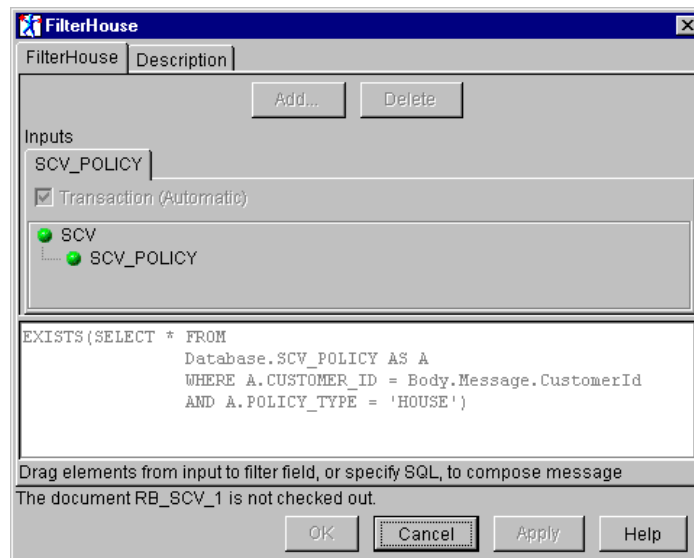 FilterHouse
FilterHouse Description
Add... Delete
Inputs
SCV_POLICY
Transaction (Automatic)
SCV
SCV_POLICY
EXISTS(SELECT * FROM
Database.SCV_POLICY AS A
WHERE A.CUSTOMER_ID = Body.Message.CustomerId
AND A.POLICY_TYPE = 'HOUSE')
Drag elements from input to filter field, or specify SQL, to compose message
The document RB_SCV_1 is not checked out.
OK Cancel Apply Help